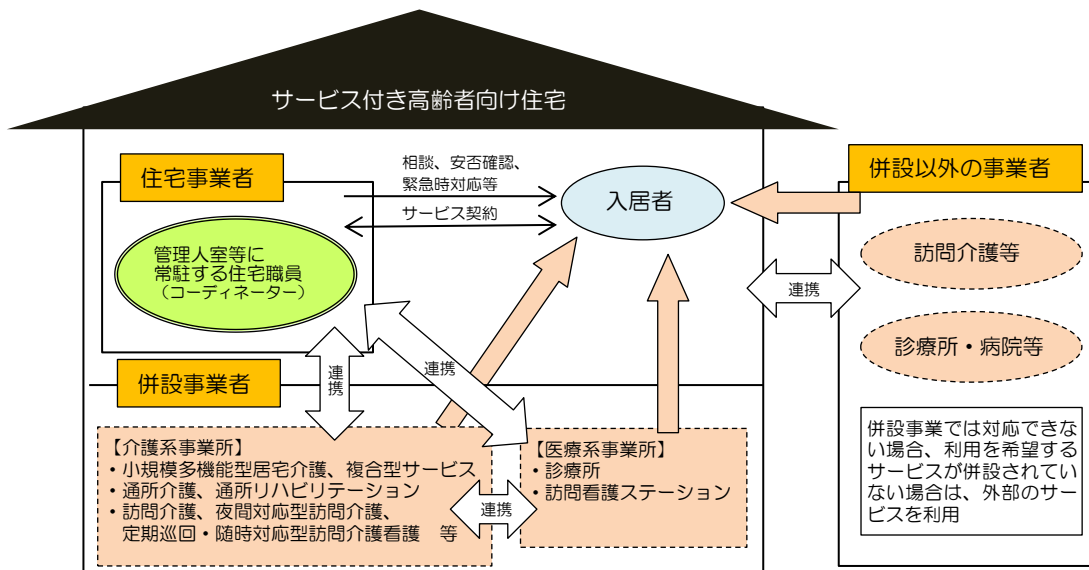 サービス付き高齢者向け住宅
住宅事業者
管理人室等に
常駐する住宅職員
（コーディネーター）
相談、安否確認、
緊急時対応等
サービス契約
入居者
併設以外の事業者
訪問介護等
連携
診療所・病院等
併設事業では対応できな
い場合、利用を希望する
サービスが併設されてい
ない場合は、外部のサー
ビスを利用
連携
連携
併設事業者
【介護系事業所】
・小規模多機能型居宅介護、複合型サービス
・通所介護、通所リハビリテーション
・訪問介護、夜間対応型訪問介護、
定期巡回・随時対応型訪問介護看護　等
連携
【医療系事業所】
・診療所
・訪問看護ステーション